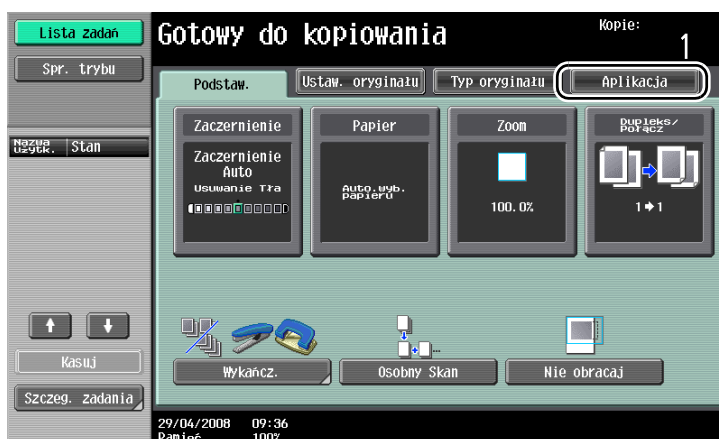 Lista zadań
Spr. trybu
Nazwa
użytk.
Stan
Kasuj
Szczeg. zadania
Gotowy do kopiowania
Kopie:
1
Podstaw.
Ustaw. oryginału
Typ oryginału
Aplikacja
Zaczernienie
Papier
Zoom
Dupleks/
Połącz
Zaczernienie
Auto
Usuwanie Tła
Auto.wyb.
papieru
100.0%
1➜1
Wykańcz.
Osobny Skan
Nie obracaj
29/04/2008 09:36
Pamięć 100%